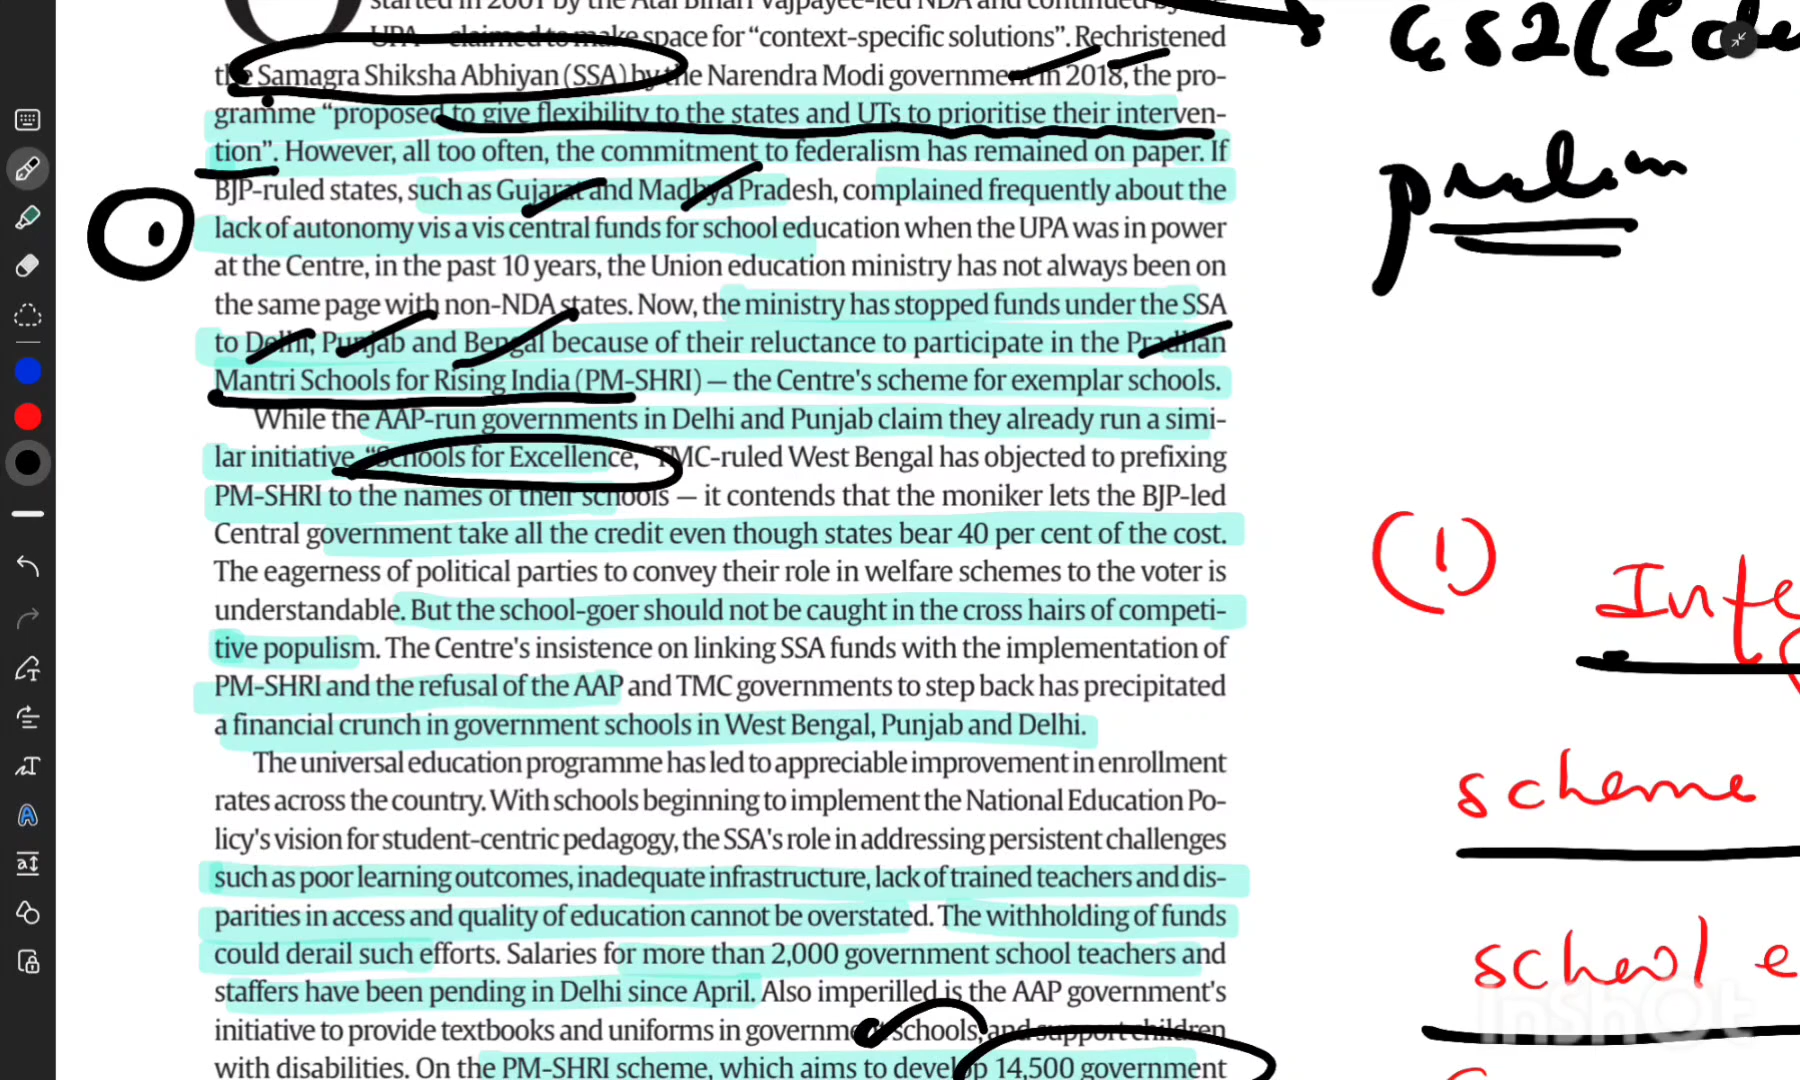 started in 2001 by the Atal Bihari Vajpayee-led NDA and continued by the
UPA — claimed to make space for “context-specific solutions”. Rechristened
the Samagra Shiksha Abhiyan (SSA) by the Narendra Modi government in 2018, the pro-
gramme “proposed to give flexibility to the states and UTs to prioritise their interven-
tion”. However, all too often, the commitment to federalism has remained on paper. If
BJP-ruled states, such as Gujarat and Madhya Pradesh, complained frequently about the
lack of autonomy vis a vis central funds for school education when the UPA was in power
at the Centre, in the past 10 years, the Union education ministry has not always been on
the same page with non-NDA states. Now, the ministry has stopped funds under the SSA
to Delhi, Punjab and Bengal because of their reluctance to participate in the Pradhan
Mantri Schools for Rising India (PM-SHRI) — the Centre's scheme for exemplar schools.
While the AAP-run governments in Delhi and Punjab claim they already run a simi-
lar initiative, “Schools for Excellence,” TMC-ruled West Bengal has objected to prefixing
PM-SHRI to the names of their schools — it contends that the moniker lets the BJP-led
Central government take all the credit even though states bear 40 per cent of the cost.
The eagerness of political parties to convey their role in welfare schemes to the voter is
understandable. But the school-goer should not be caught in the cross hairs of competi-
tive populism. The Centre's insistence on linking SSA funds with the implementation of
PM-SHRI and the refusal of the AAP and TMC governments to step back has precipitated
a financial crunch in government schools in West Bengal, Punjab and Delhi.
The universal education programme has led to appreciable improvement in enrollment
rates across the country. With schools beginning to implement the National Education Po-
licy's vision for student-centric pedagogy, the SSA's role in addressing persistent challenges
such as poor learning outcomes, inadequate infrastructure, lack of trained teachers and dis-
parities in access and quality of education cannot be overstated. The withholding of funds
could derail such efforts. Salaries for more than 2,000 government school teachers and
staffers have been pending in Delhi since April. Also imperilled is the AAP government's
initiative to provide textbooks and uniforms in government schools, and support children
with disabilities. On the PM-SHRI scheme, which aims to develop 14,500 government
GS2(Edu
prelim
(1)
Inte
scheme
school e
InShOt